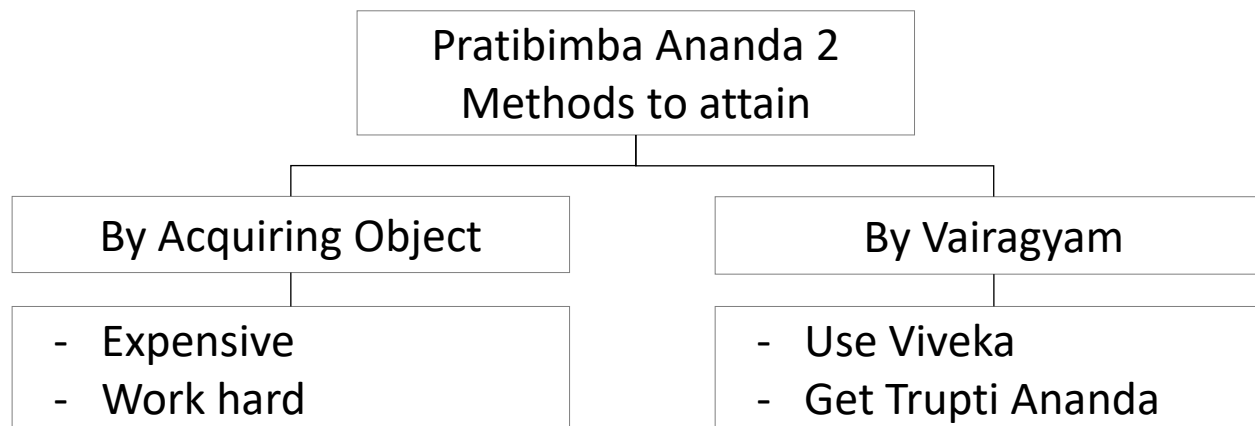 Pratibimba Ananda 2
Methods to attain
By Acquiring Object
By Vairagyam
- Expensive
- Work hard
- Use Viveka
- Get Trupti Ananda